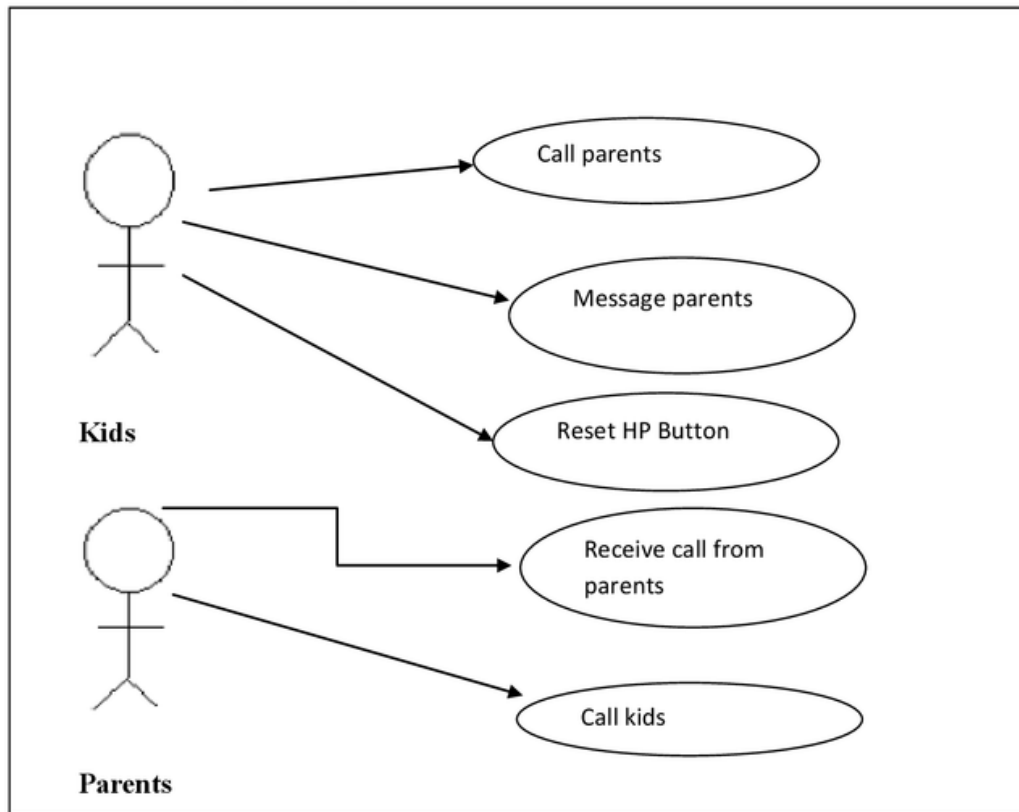 Call parents
Message parents
Kids
Reset HP Button
Receive call from
parents
Call kids
Parents